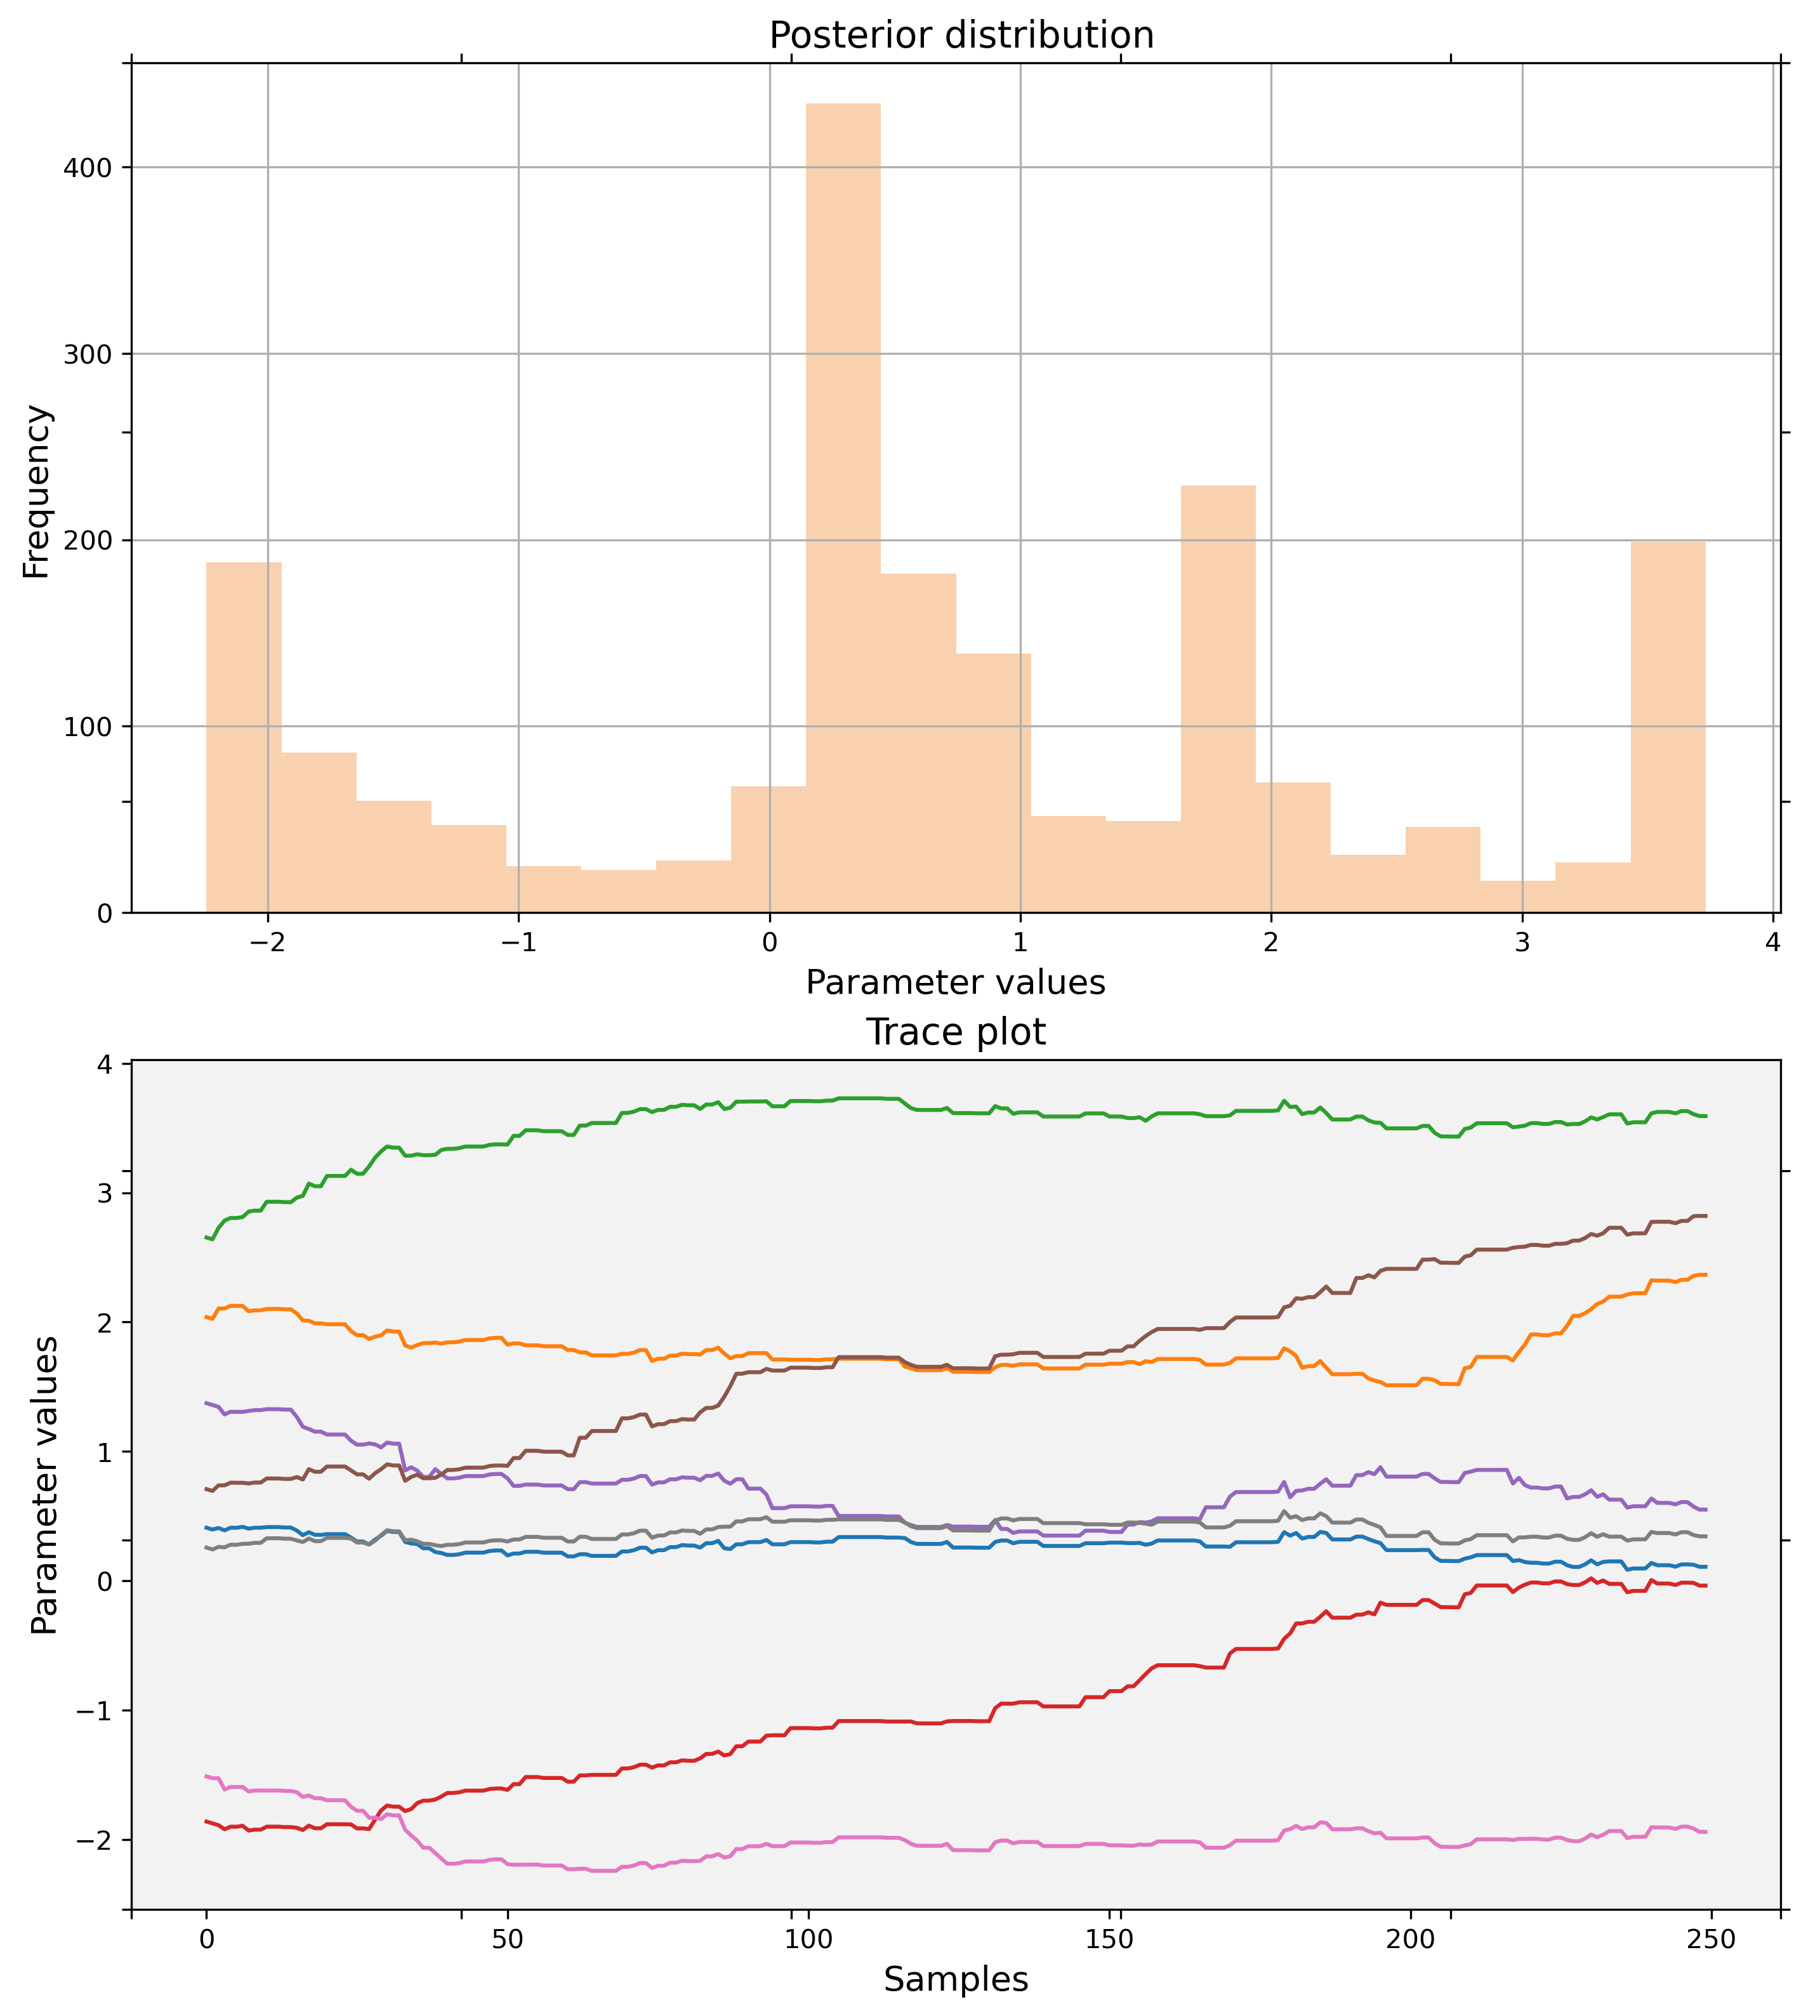 Posterior distribution
400
300
200
100
0
Frequency
−2 −1 0 1 2 3 4
Parameter values
Trace plot
4
3
2
1
0
−1
−2
Parameter values
0 50 100 150 200 250
Samples